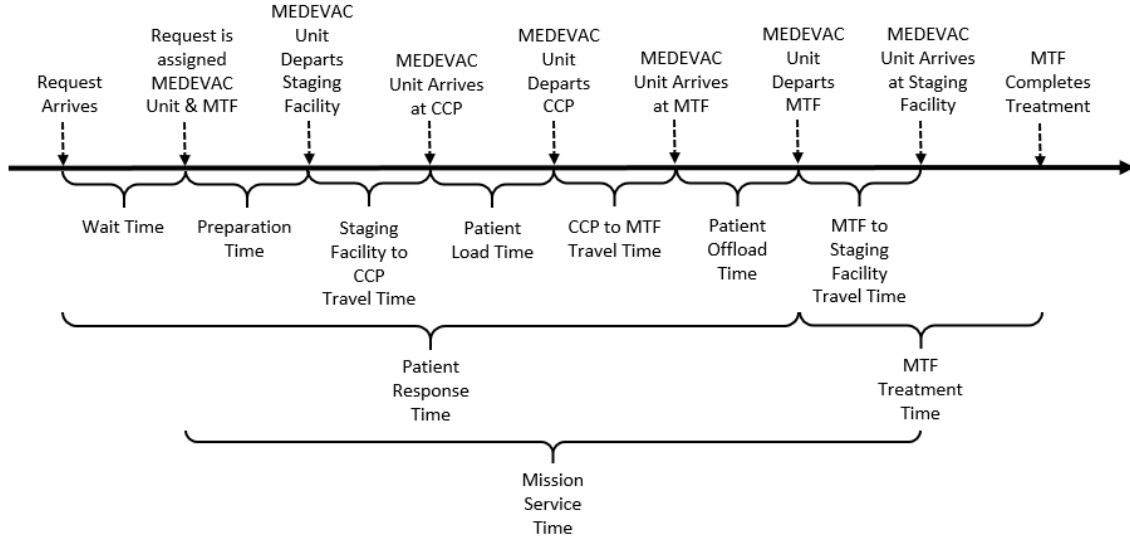 Request
Arrives
Request is
assigned
MEDEVAC
Unit & MTF
MEDEVAC
Unit
Departs
Staging
Facility
MEDEVAC
Unit Arrives
at CCP
MEDEVAC
Unit
Departs
CCP
MEDEVAC
Unit Arrives
at MTF
MEDEVAC
Unit
Departs
MTF
MEDEVAC
Unit Arrives
at Staging
Facility
MTF
Completes
Treatment
Wait Time
Preparation
Time
Staging
Facility to
CCP
Travel Time
Patient
Load Time
CCP to MTF
Travel Time
Patient
Offload
Time
MTF to
Staging
Facility
Travel Time
Patient
Response
Time
MTF
Treatment
Time
Mission
Service
Time